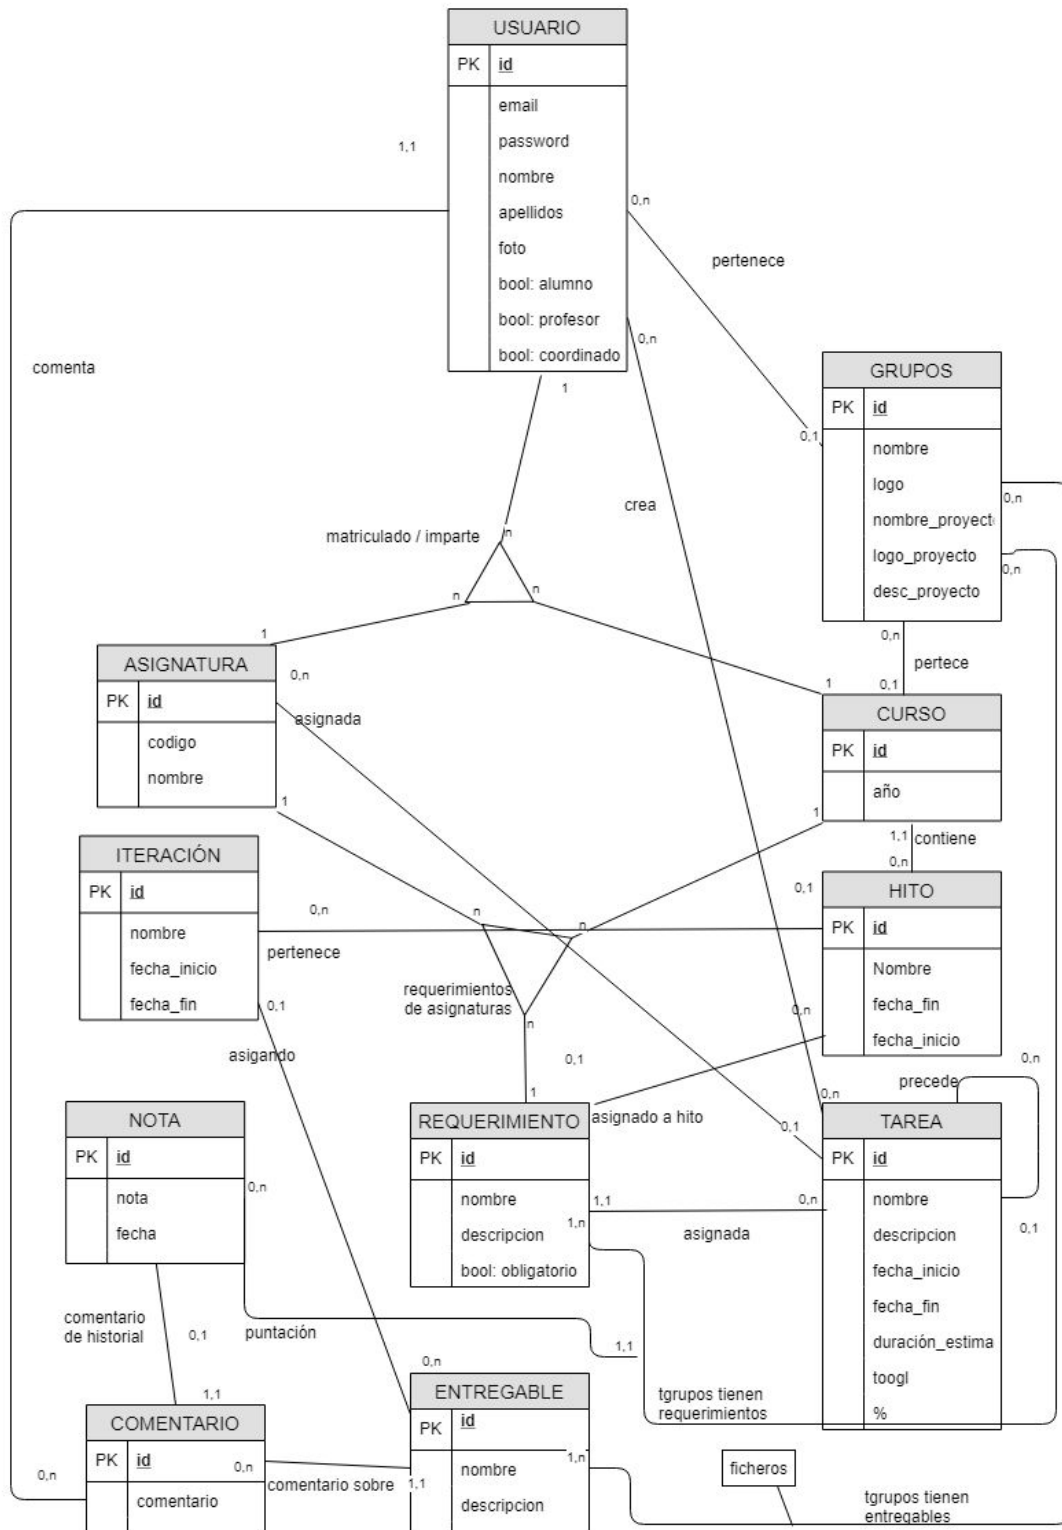 USUARIO
PK id
email
password
nombre
apellidos
foto
bool: alumno
bool: profesor
bool: coordinado
1,1
0,n
pertenece
0,n
comenta
1
0,1
GRUPOS
PK id
nombre
logo
nombre_proyect
logo_proyecto
desc_proyecto
0,n
0,n
crea
matriculado / imparte
n
n
n
1
1
0,n
pertece
0,1
ASIGNATURA
PK id
codigo
nombre
0,n
asignada
1
CURSO
PK id
año
1
1,1
contiene
0,n
ITERACIÓN
PK id
nombre
fecha_inicio
fecha_fin
0,n
pertenece
0,1
0,1
asigando
n
n
n
requerimientos
de asignaturas
1
HITO
PK id
Nombre
fecha_fin
fecha_inicio
0,n
0,1
asignado a hito
0,n
precede
0,n
0,1
0,1
NOTA
PK id
nota
fecha
0,n
REQUERIMIENTO
PK id
nombre
descripcion
bool: obligatorio
1,1
1,n
asignada
0,n
TAREA
PK id
nombre
descripcion
fecha_inicio
fecha_fin
duración_estima
toogl
%
comentario
de historial
0,1
puntación
1,1
1,1
0,n
tgrupos tienen
requerimientos
COMENTARIO
PK id
comentario
0,n
0,n
comentario sobre
1,1
ENTREGABLE
PK id
nombre
descripcion
1,n
ficheros
tgrupos tienen
entregables